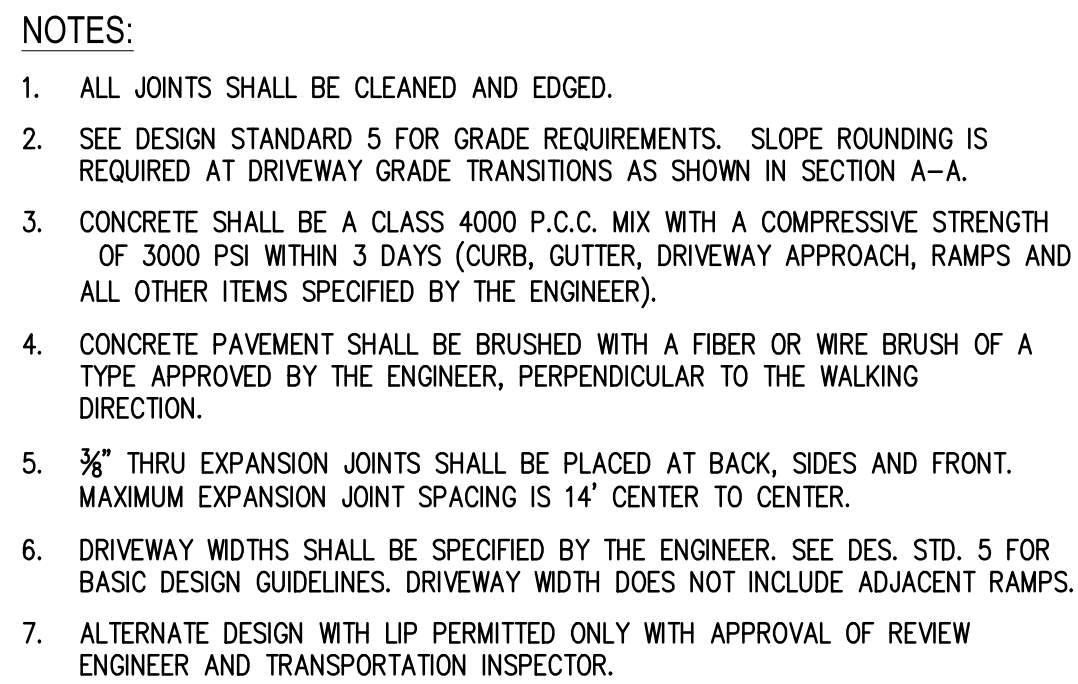 NOTES:
1. ALL JOINTS SHALL BE CLEANED AND EDGED.
2. SEE DESIGN STANDARD 5 FOR GRADE REQUIREMENTS. SLOPE ROUNDING IS
REQUIRED AT DRIVEWAY GRADE TRANSITIONS AS SHOWN IN SECTION A-A.
3. CONCRETE SHALL BE A CLASS 4000 P.C.C. MIX WITH A COMPRESSIVE STRENGTH
OF 3000 PSI WITHIN 3 DAYS (CURB, GUTTER, DRIVEWAY APPROACH, RAMPS AND
ALL OTHER ITEMS SPECIFIED BY THE ENGINEER).
4. CONCRETE PAVEMENT SHALL BE BRUSHED WITH A FIBER OR WIRE BRUSH OF A
TYPE APPROVED BY THE ENGINEER, PERPENDICULAR TO THE WALKING
DIRECTION.
5. ⅜" THRU EXPANSION JOINTS SHALL BE PLACED AT BACK, SIDES AND FRONT.
MAXIMUM EXPANSION JOINT SPACING IS 14' CENTER TO CENTER.
6. DRIVEWAY WIDTHS SHALL BE SPECIFIED BY THE ENGINEER. SEE DES. STD. 5 FOR
BASIC DESIGN GUIDELINES. DRIVEWAY WIDTH DOES NOT INCLUDE ADJACENT RAMPS.
7. ALTERNATE DESIGN WITH LIP PERMITTED ONLY WITH APPROVAL OF REVIEW
ENGINEER AND TRANSPORTATION INSPECTOR.